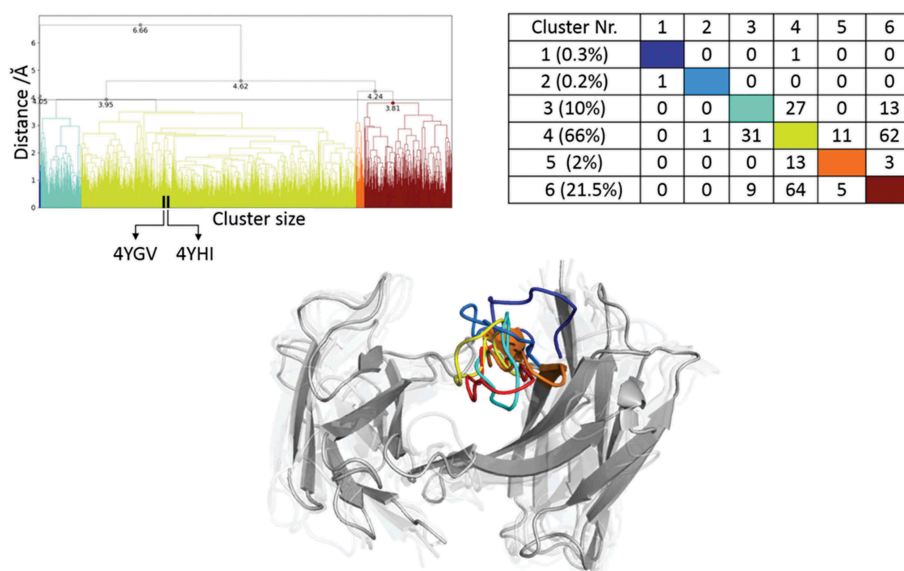 Distance /Å
6
5
4
3
2
1
0
6.66
4.62
4.24
4.05
3.95
3.81
Cluster size
4YGV 4YHI
Cluster Nr. 1 2 3 4 5 6
1 (0.3%) 0 0 1 0 0
2 (0.2%) 1 0 0 0 0
3 (10%) 0 0 27 0 13
4 (66%) 0 1 31 11 62
5 (2%) 0 0 0 13 3
6 (21.5%) 0 0 9 64 5